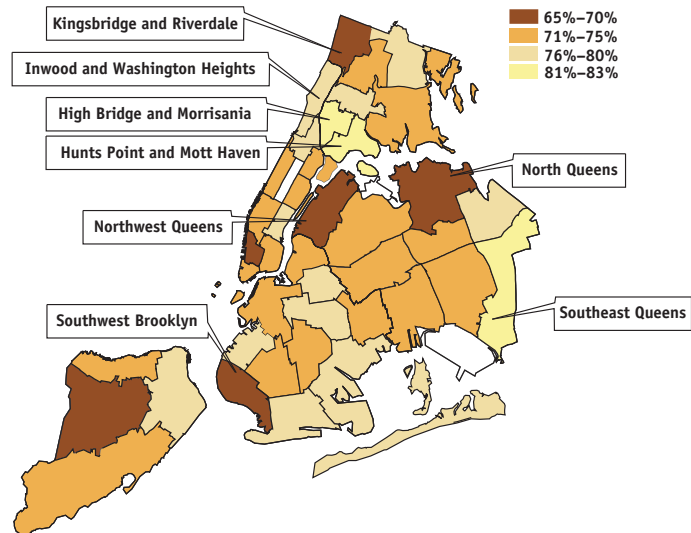 Kingsbridge and Riverdale
Inwood and Washington Heights
High Bridge and Morrisania
Hunts Point and Mott Haven
Northwest Queens
Southwest Brooklyn
65%–70%
71%–75%
76%–80%
81%–83%
North Queens
Southeast Queens